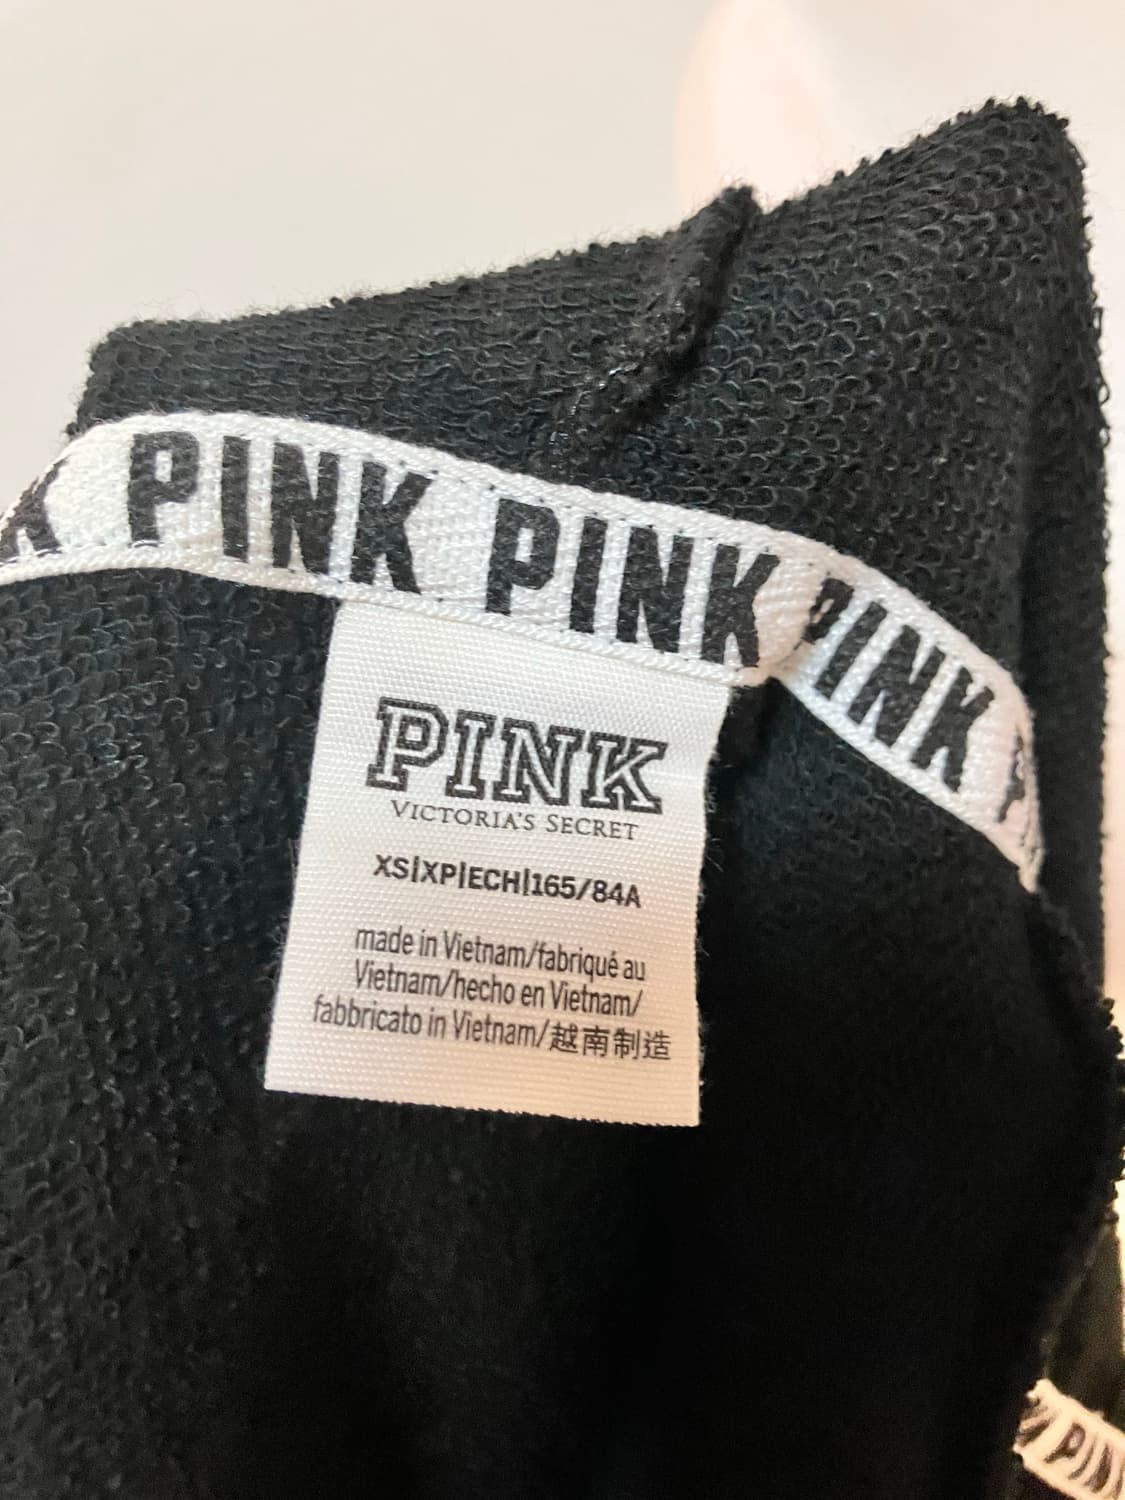 K PINK PINK PINK P
PINK
VICTORIA'S SECRET
XS|XP|ECH|165/84A
made in Vietnam/fabriqué au
Vietnam/hecho en Vietnam/
fabbricato in Vietnam/越南制造
PIN